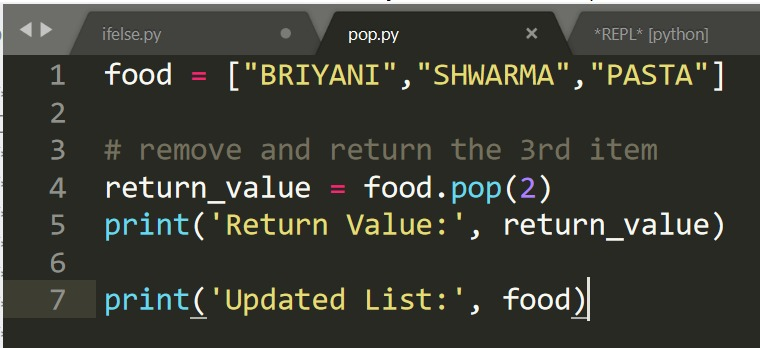 ifelse.py pop.py × *REPL* [python]
1 food = ["BRIYANI","SHWARMA","PASTA"]
2
3 # remove and return the 3rd item
4 return_value = food.pop(2)
5 print('Return Value:', return_value)
6
7 print('Updated List:', food)